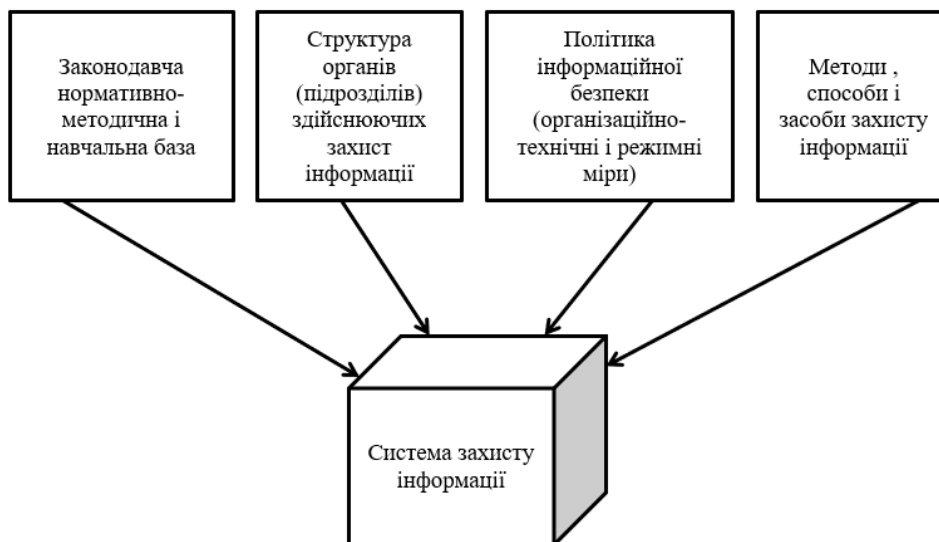 Законодавча
нормативно-
методична і
навчальна база
Структура
органів
(підрозділів)
здійснюючих
захист
інформації
Політика
інформаційної
безпеки
(організаційно-
технічні і режимні
міри)
Методи ,
способи і
засоби захисту
інформації
Система захисту
інформації